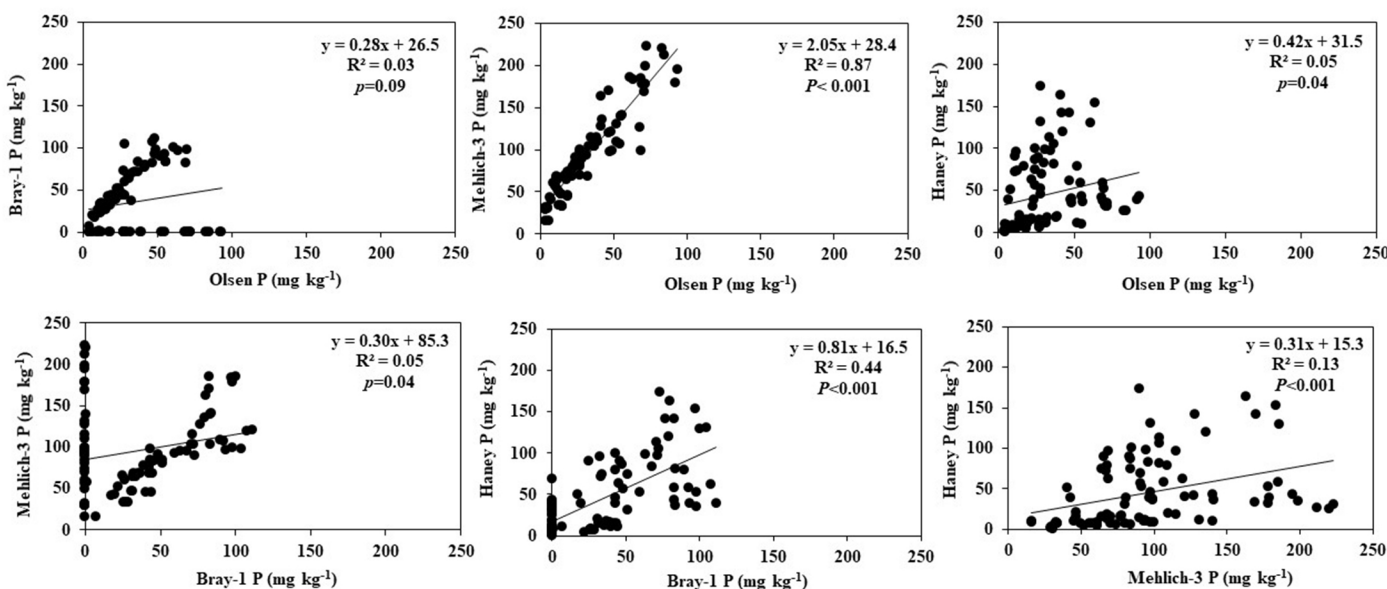 250
200
150
100
50
0
Bray-1 P (mg kg⁻¹)
y = 0.28x + 26.5
R² = 0.03
p=0.09
0 50 100 150 200 250
Olsen P (mg kg⁻¹)
250
200
150
100
50
0
Mehlich-3 P (mg kg⁻¹)
y = 2.05x + 28.4
R² = 0.87
P< 0.001
0 50 100 150 200 250
Olsen P (mg kg⁻¹)
250
200
150
100
50
0
Haney P (mg kg⁻¹)
y = 0.42x + 31.5
R² = 0.05
p=0.04
0 50 100 150 200 250
Olsen P (mg kg⁻¹)
250
200
150
100
50
0
Mehlich-3 P (mg kg⁻¹)
y = 0.30x + 85.3
R² = 0.05
p=0.04
0 50 100 150 200 250
Bray-1 P (mg kg⁻¹)
250
200
150
100
50
0
Haney P (mg kg⁻¹)
y = 0.81x + 16.5
R² = 0.44
P<0.001
0 50 100 150 200 250
Bray-1 P (mg kg⁻¹)
250
200
150
100
50
0
Haney P (mg kg⁻¹)
y = 0.31x + 15.3
R² = 0.13
P<0.001
0 50 100 150 200 250
Mehlich-3 P (mg kg⁻¹)